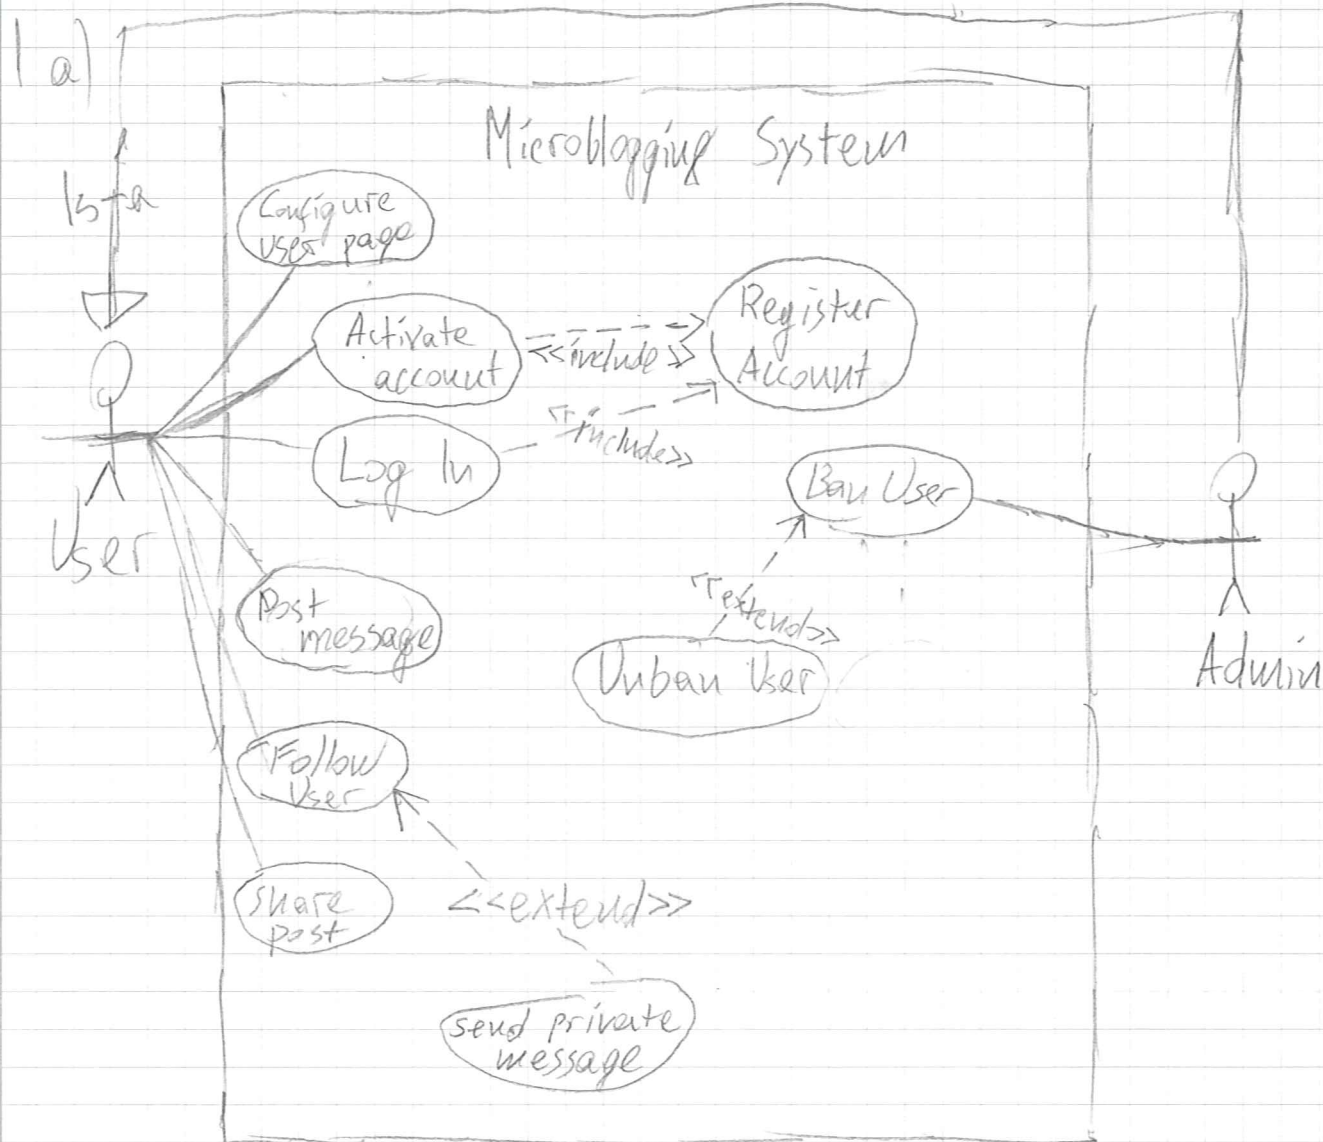 1 a)
Microblogging System
is-a
Configure
user page
Activate
account
<<include>>
Register
Account
Log In
<<include>>
Ban User
User
<<extend>>
Post
message
Unban User
Admin
Follow
User
share
post
<<extend>>
send private
message